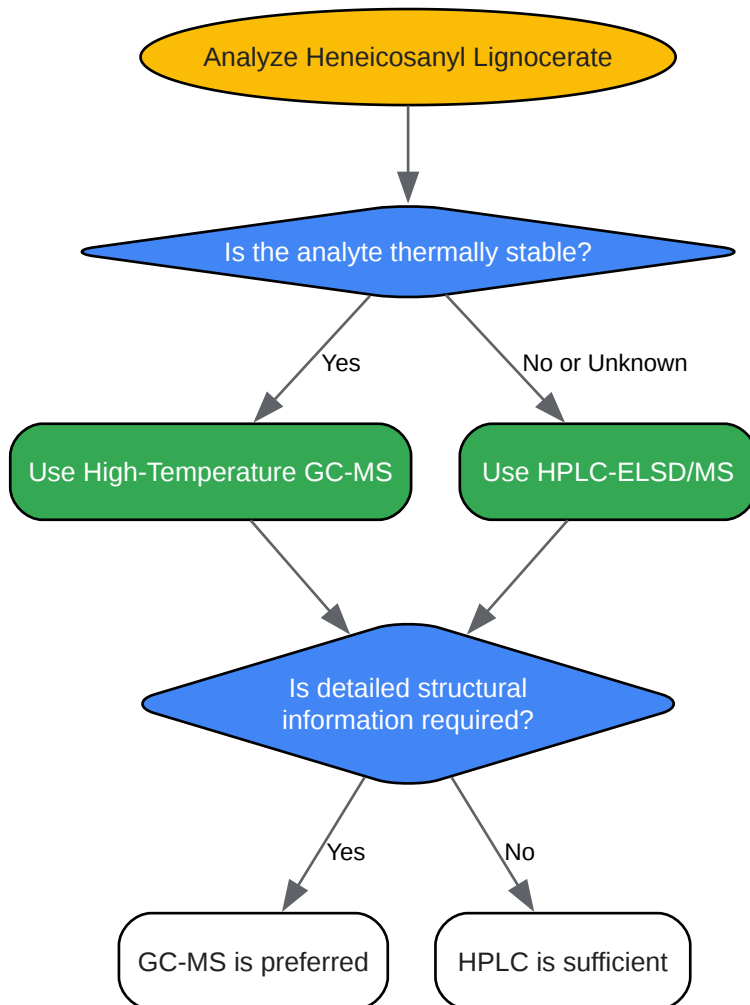 Analyze Heneicosanyl Lignocerate
Is the analyte thermally stable?
Yes
No or Unknown
Use High-Temperature GC-MS
Use HPLC-ELSD/MS
Is detailed structural
information required?
Yes
No
GC-MS is preferred
HPLC is sufficient